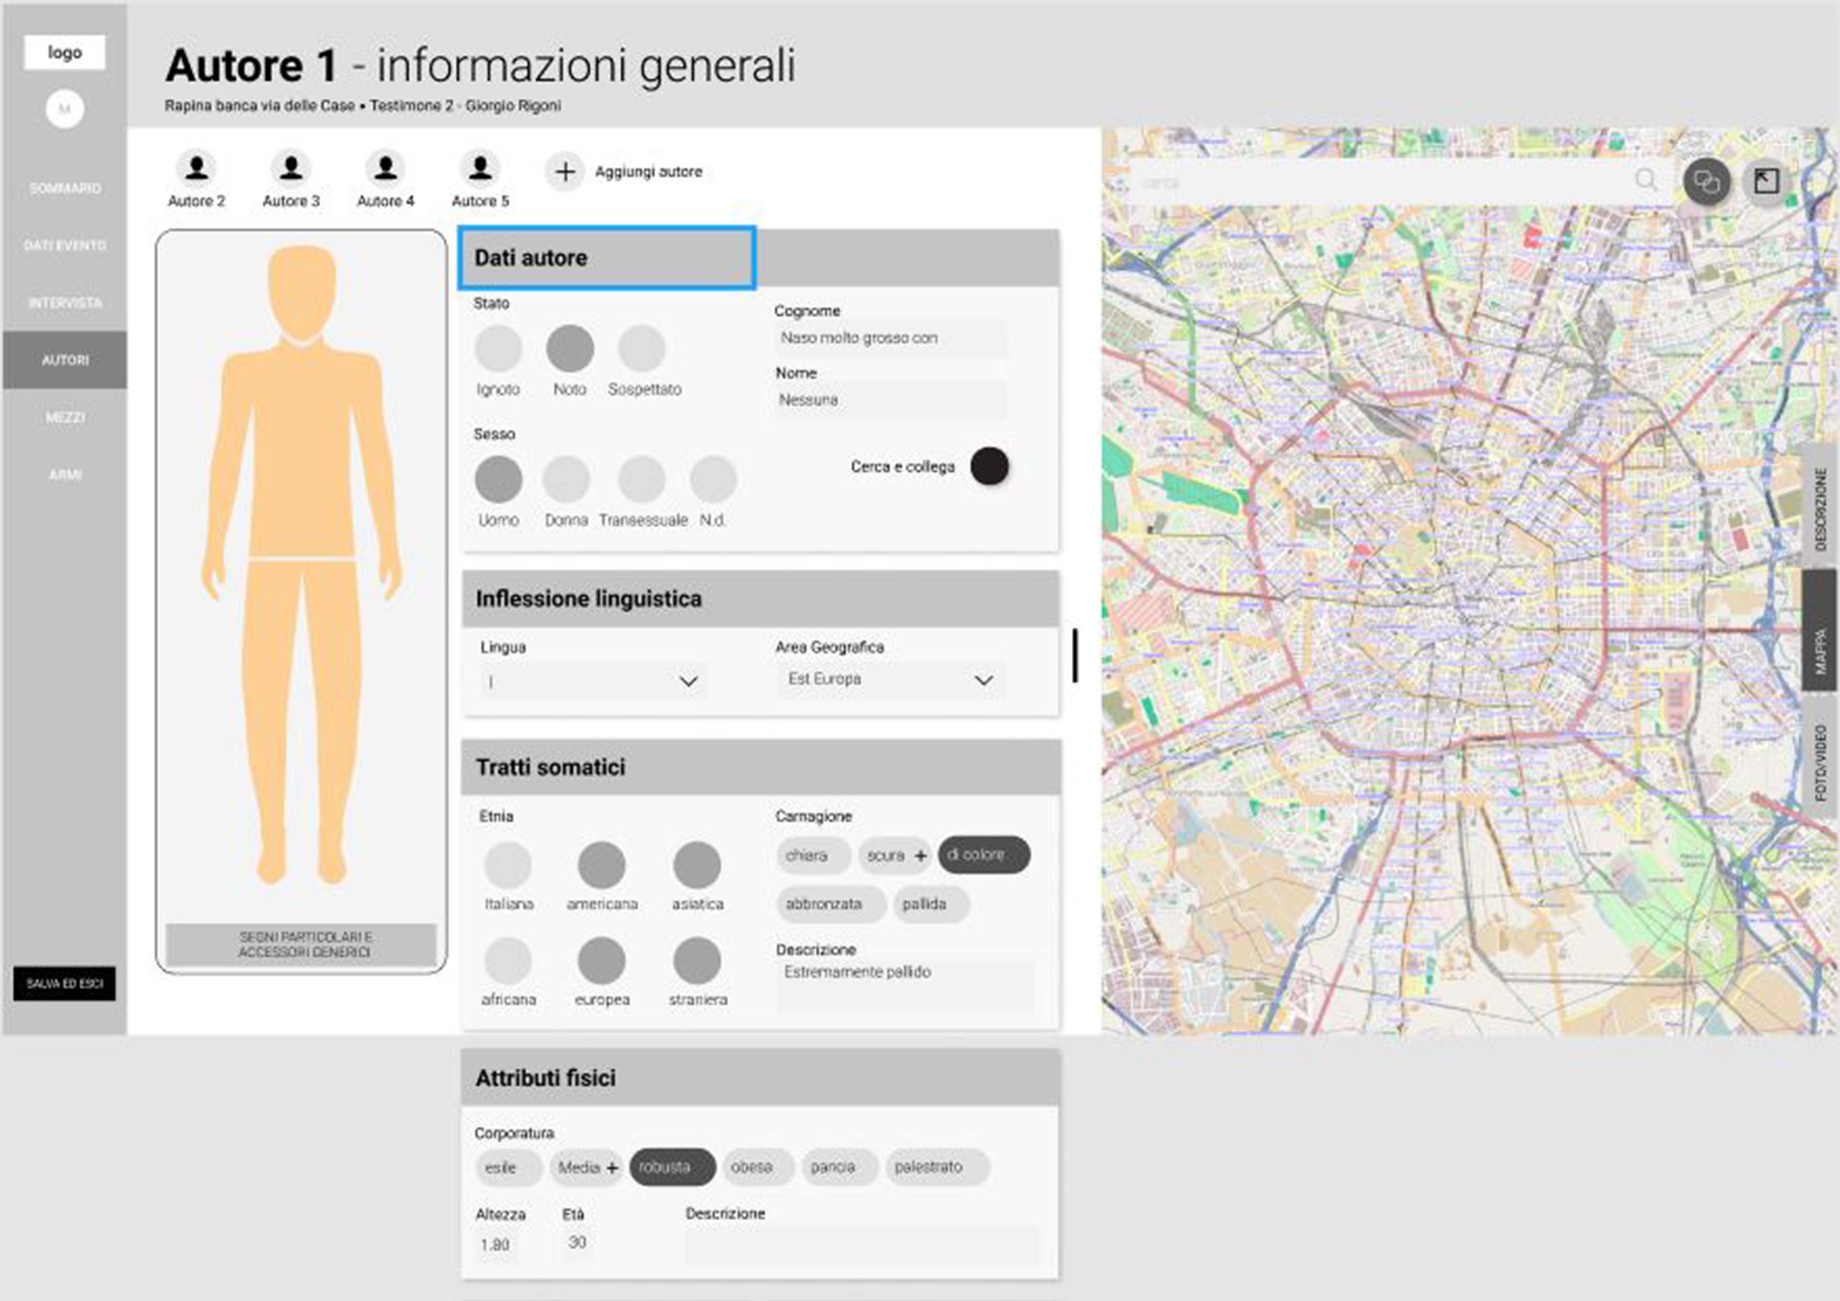 logo
M
Autore 1 - informazioni generali
Rapina banca via delle Case • Testimone 2 - Giorgio Rigoni
SOMMARIO
DATI EVENTO
INTERVISTA
AUTORI
MEZZI
ARMI
SALVA ED ESCI
Autore 2
Autore 3
Autore 4
Autore 5
+ Aggiungi autore
SEGNI PARTICOLARI E
ACCESSORI GENERICI
Dati autore
Stato
Ignoto Noto Sospettato
Sesso
Uomo Donna Transessuale N.d.
Cognome
Naso molto grosso con
Nome
Nessuna
Cerca e collega
Inflessione linguistica
Lingua
Area Geografica
Est Europa
Tratti somatici
Etnia
Italiana americana asiatica
africana europea straniera
Carnagione
chiara scura + di colore
abbronzata pallida
Descrizione
Estremamente pallido
Attributi fisici
Corporatura
esile Media + robusta obesa pancia palestrato
Altezza
1.80
Età
30
Descrizione
cerca
DESCRIZIONE
MAPPA
FOTO/VIDEO